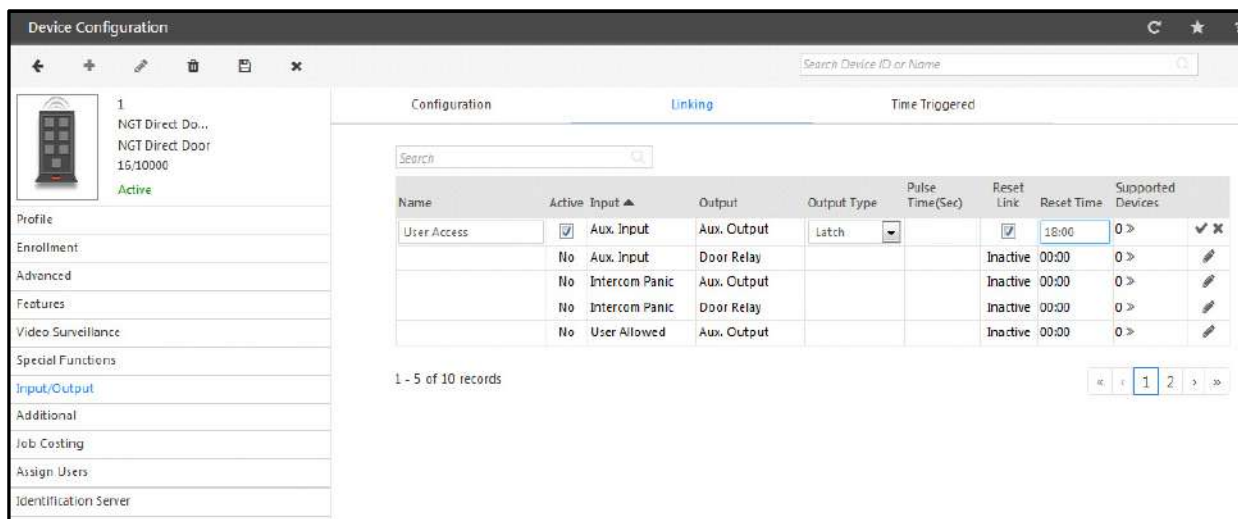 Device Configuration
Search Device ID or Name
1
NGT Direct Do...
NGT Direct Door
16/10000
Active
Profile
Enrollment
Advanced
Features
Video Surveillance
Special Functions
Input/Output
Additional
Job Costing
Assign Users
Identification Server
Configuration Linking Time Triggered
Search
Name Active Input ▲ Output Output Type Pulse Time(Sec) Reset Link Reset Time Supported Devices
User Access Aux. Input Aux. Output Latch 18:00 0 »
No Aux. Input Door Relay Inactive 00:00 0 »
No Intercom Panic Aux. Output Inactive 00:00 0 »
No Intercom Panic Door Relay Inactive 00:00 0 »
No User Allowed Aux. Output Inactive 00:00 0 »
1 - 5 of 10 records
« ‹ 1 2 › »